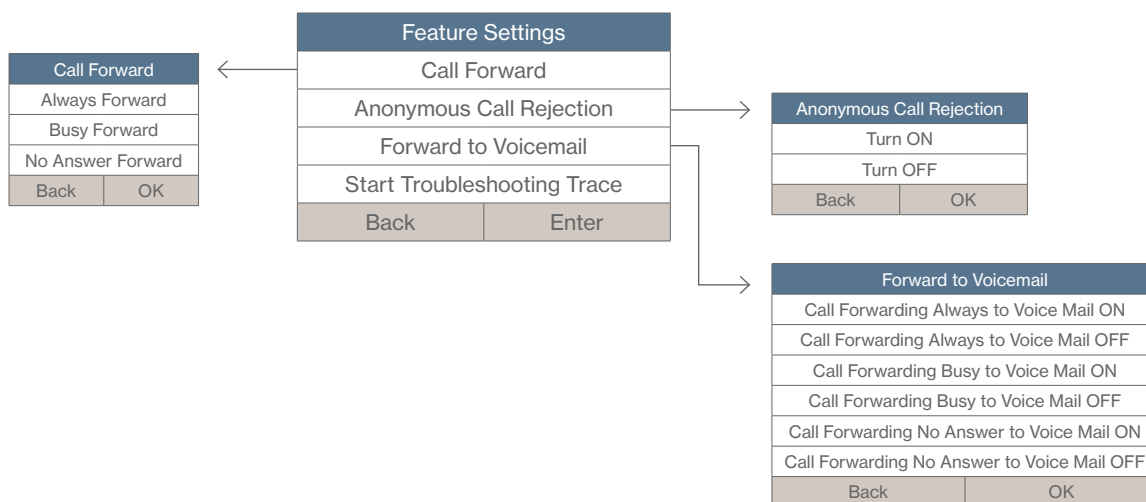 Feature Settings
Call Forward
Anonymous Call Rejection
Forward to Voicemail
Start Troubleshooting Trace
Back Enter
Call Forward
Always Forward
Busy Forward
No Answer Forward
Back OK
Anonymous Call Rejection
Turn ON
Turn OFF
Back OK
Forward to Voicemail
Call Forwarding Always to Voice Mail ON
Call Forwarding Always to Voice Mail OFF
Call Forwarding Busy to Voice Mail ON
Call Forwarding Busy to Voice Mail OFF
Call Forwarding No Answer to Voice Mail ON
Call Forwarding No Answer to Voice Mail OFF
Back OK